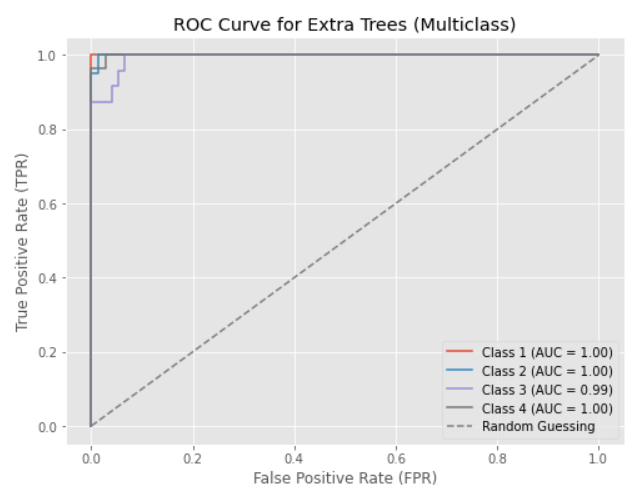 ROC Curve for Extra Trees (Multiclass)
True Positive Rate (TPR)
1.0
0.8
0.6
0.4
0.2
0.0
Class 1 (AUC = 1.00)
Class 2 (AUC = 1.00)
Class 3 (AUC = 0.99)
Class 4 (AUC = 1.00)
Random Guessing
0.0 0.2 0.4 0.6 0.8 1.0
False Positive Rate (FPR)